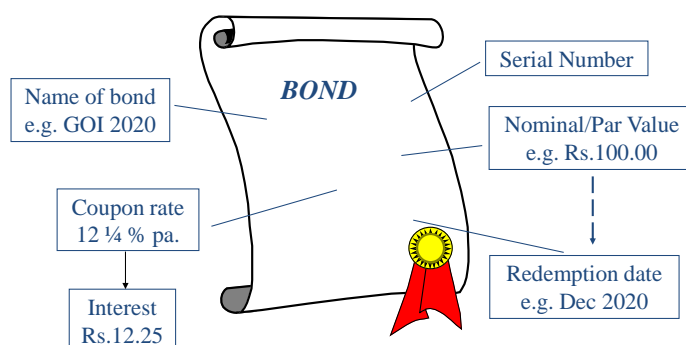 BOND
Serial Number
Name of bond
e.g. GOI 2020
Nominal/Par Value
e.g. Rs.100.00
Coupon rate
12 ¼ % pa.
Redemption date
e.g. Dec 2020
Interest
Rs.12.25